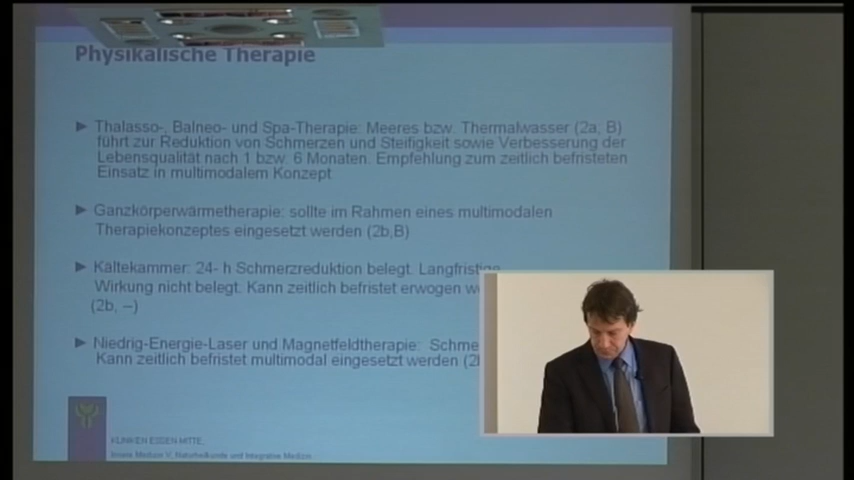 Physikalische Therapie
► Thalasso-, Balneo- und Spa-Therapie: Meeres bzw. Thermalwasser (2a, B)
führt zur Reduktion von Schmerzen und Steifigkeit sowie Verbesserung der
Lebensqualität nach 1 bzw. 6 Monaten. Empfehlung zum zeitlich befristeten
Einsatz in multimodalem Konzept
► Ganzkörperwärmetherapie: sollte im Rahmen eines multimodalen
Therapiekonzeptes eingesetzt werden (2b,B)
► Kältekammer: 24- h Schmerzreduktion belegt. Langfristige
Wirkung nicht belegt. Kann zeitlich befristet erwogen
(2b, –)
► Niedrig-Energie-Laser und Magnetfeldtherapie:
Kann zeitlich befristet multimodal eingesetzt werden
KLINIKEN ESSEN MITTE,
Innere Medizin V, Naturheilkunde und Integrative Medizin